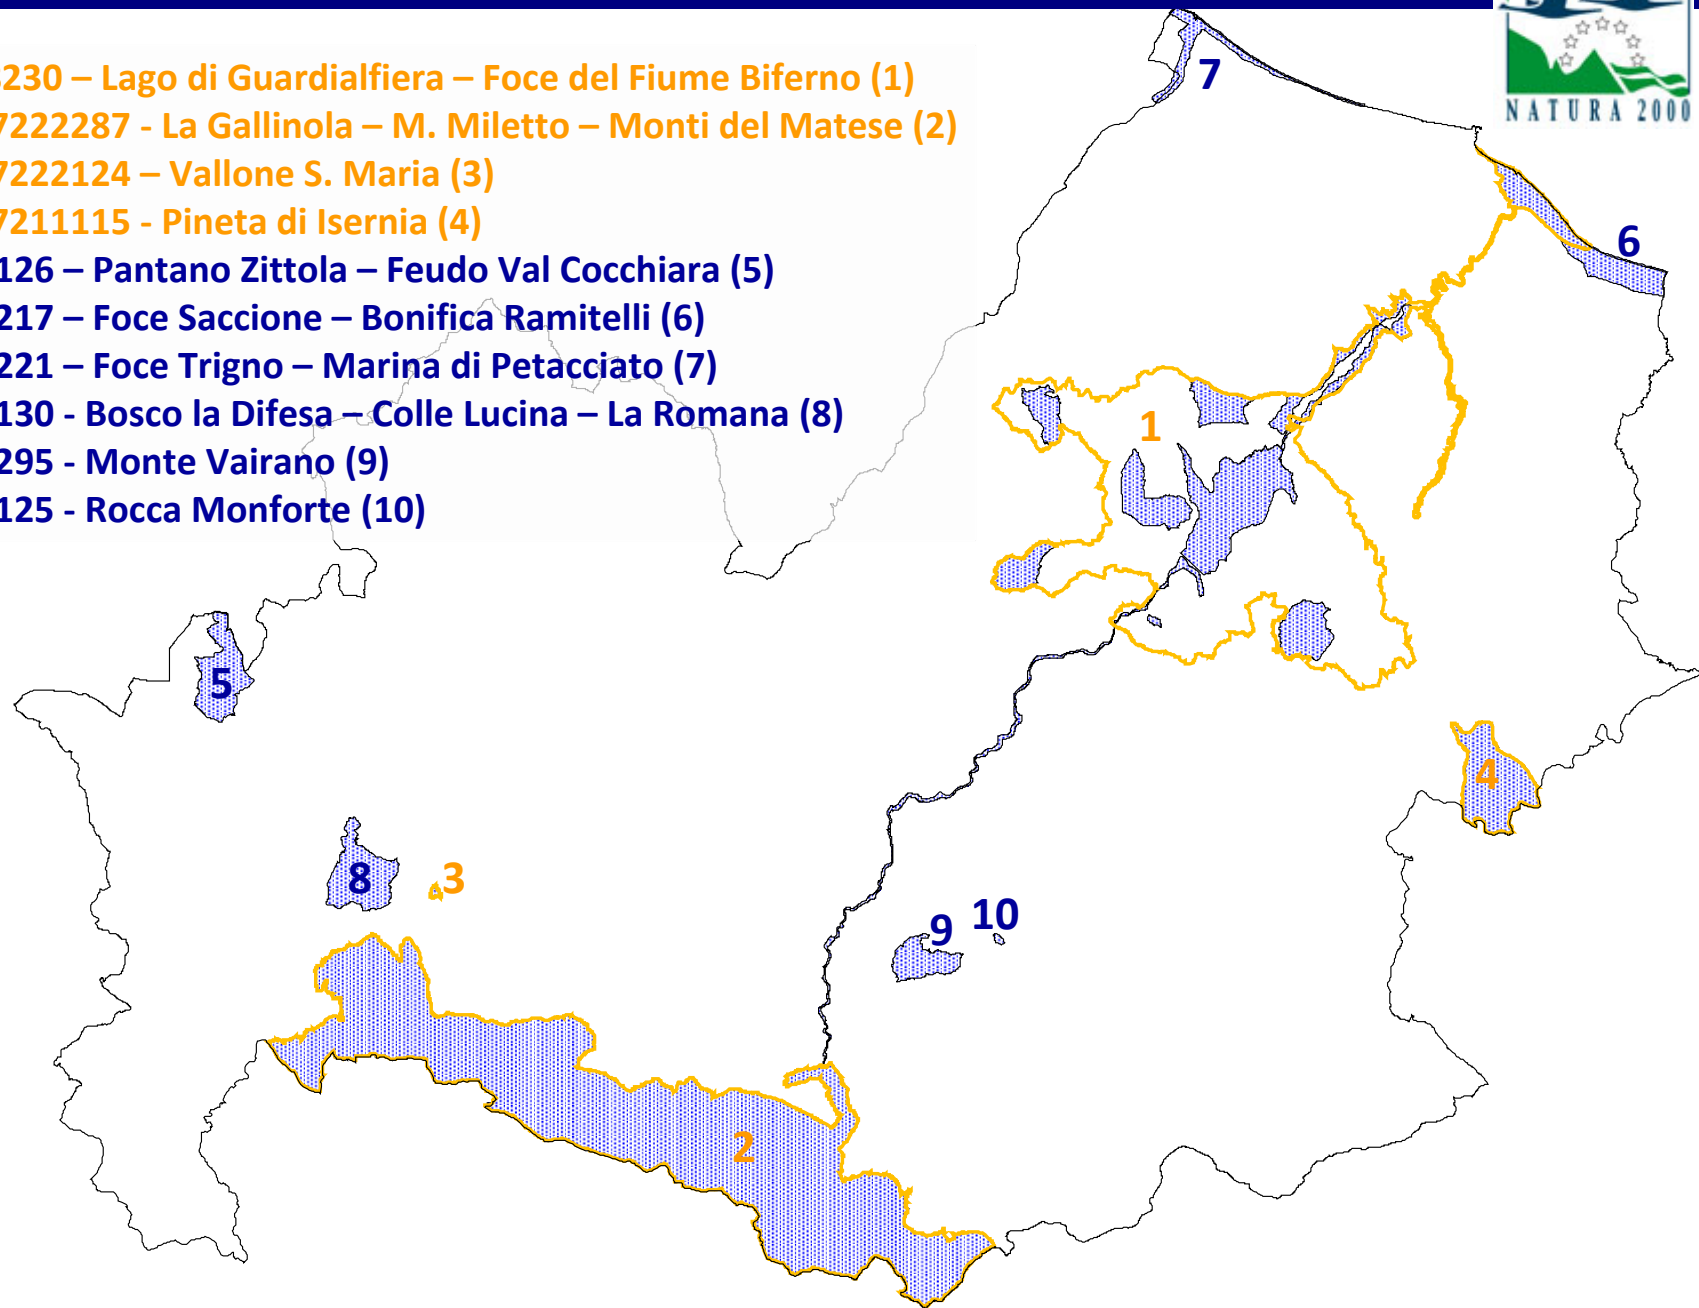 230 – Lago di Guardialfiera – Foce del Fiume Biferno (1)
7222287 - La Gallinola – M. Miletto – Monti del Matese (2)
7222124 – Vallone S. Maria (3)
7211115 - Pineta di Isernia (4)
126 – Pantano Zittola – Feudo Val Cocchiara (5)
217 – Foce Saccione – Bonifica Ramitelli (6)
221 – Foce Trigno – Marina di Petacciato (7)
130 - Bosco la Difesa – Colle Lucina – La Romana (8)
295 - Monte Vairano (9)
125 - Rocca Monforte (10)
NATURA 2000
7
6
1
5
4
8
3
9
10
2